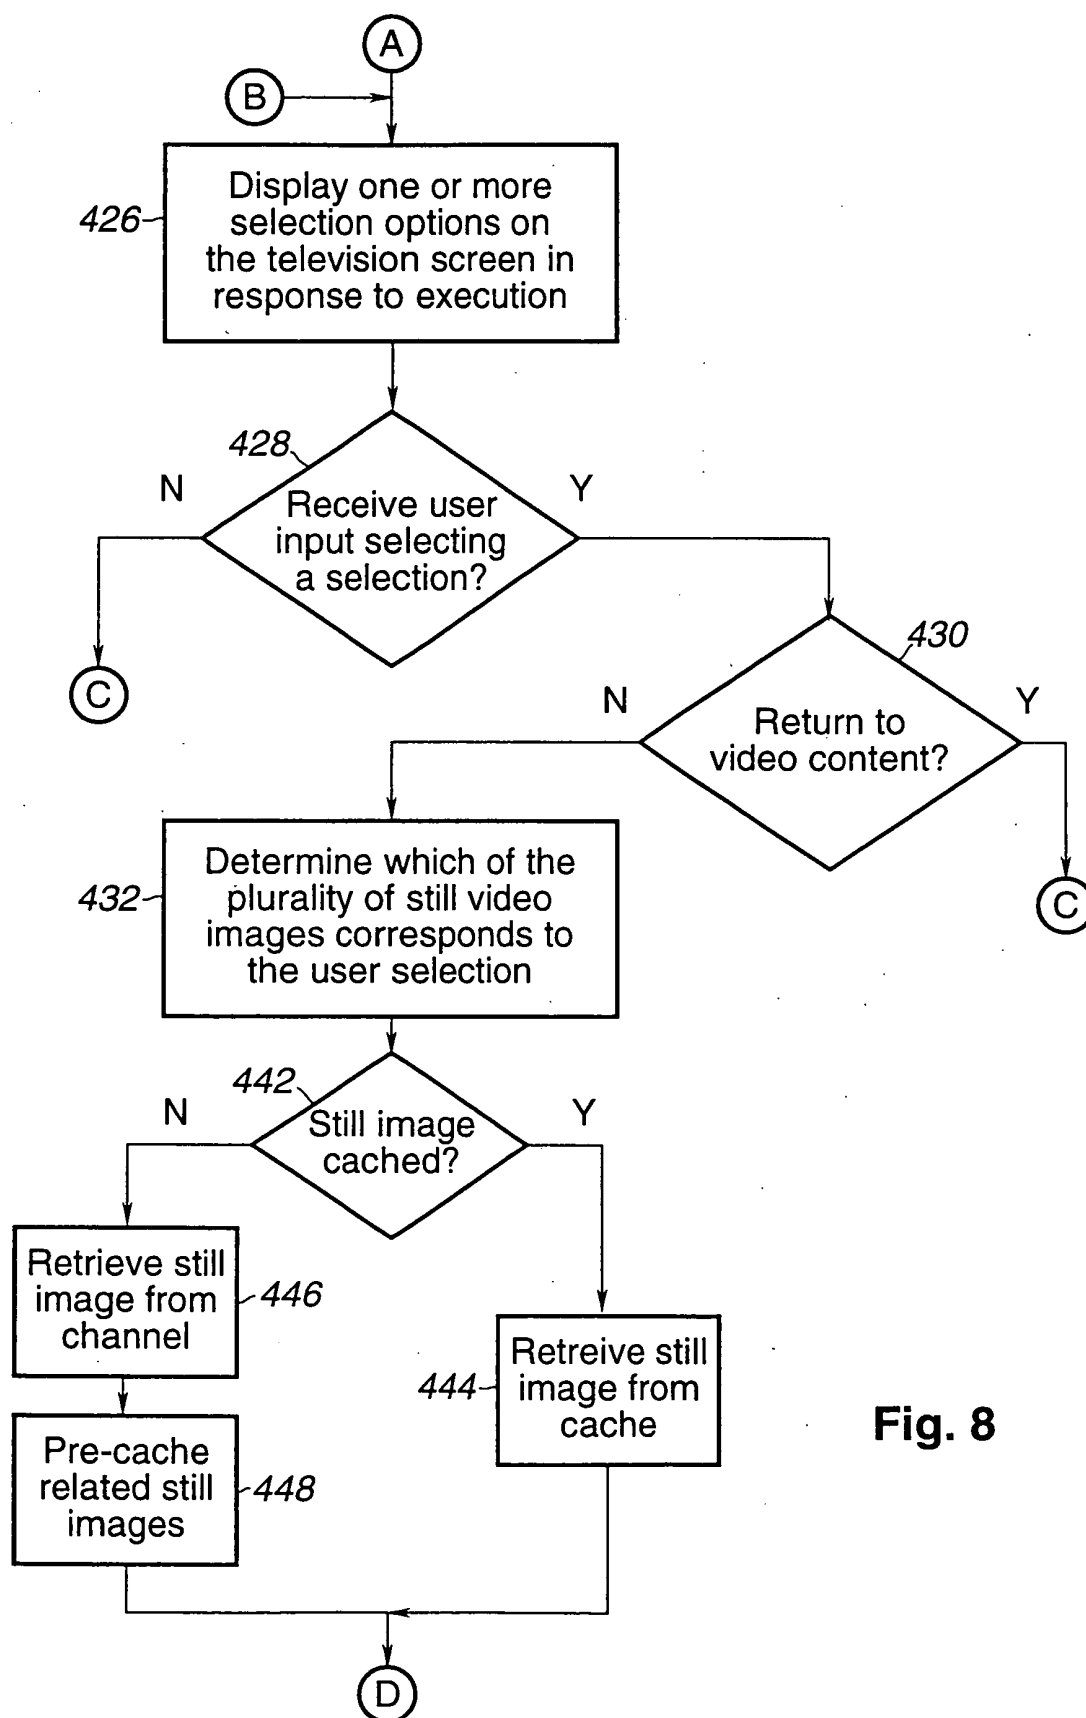 A
B
Display one or more
selection options on
the television screen in
response to execution
426
428
N
Y
Receive user
input selecting
a selection?
430
C
N
Y
Return to
video content?
Determine which of the
plurality of still video
images corresponds to
the user selection
432
C
442
N
Y
Still image
cached?
Retrieve still
image from
channel
446
Retreive still
image from
cache
444
Fig. 8
Pre-cache
related still
images
448
D